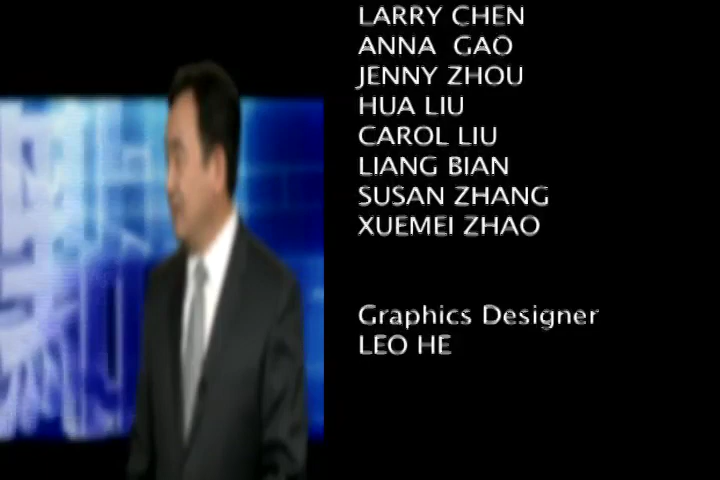 LARRY CHEN
ANNA GAO
JENNY ZHOU
HUA LIU
CAROL LIU
LIANG BIAN
SUSAN ZHANG
XUEMEI ZHAO
Graphics Designer
LEO HE